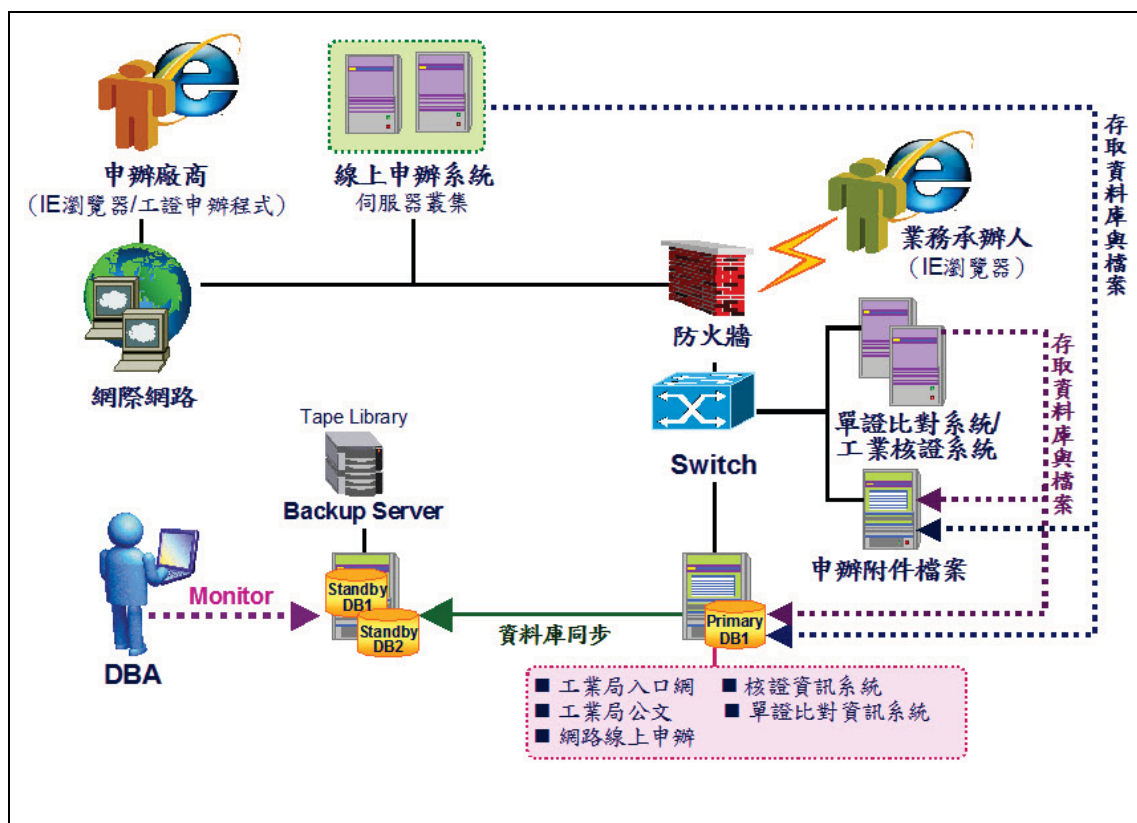 申辦廠商
（IE瀏覽器/工證申辦程式）
線上申辦系統
伺服器叢集
存取資料庫與檔案
業務承辦人
（IE瀏覽器）
防火牆
網際網路
Switch
單證比對系統/
工業核證系統
存取資料庫與檔案
申辦附件檔案
Tape Library
Backup Server
Standby
DB1
Standby
DB2
Monitor
DBA
資料庫同步
Primary
DB1
■ 工業局入口網 ■ 核證資訊系統
■ 工業局公文 ■ 單證比對資訊系統
■ 網路線上申辦